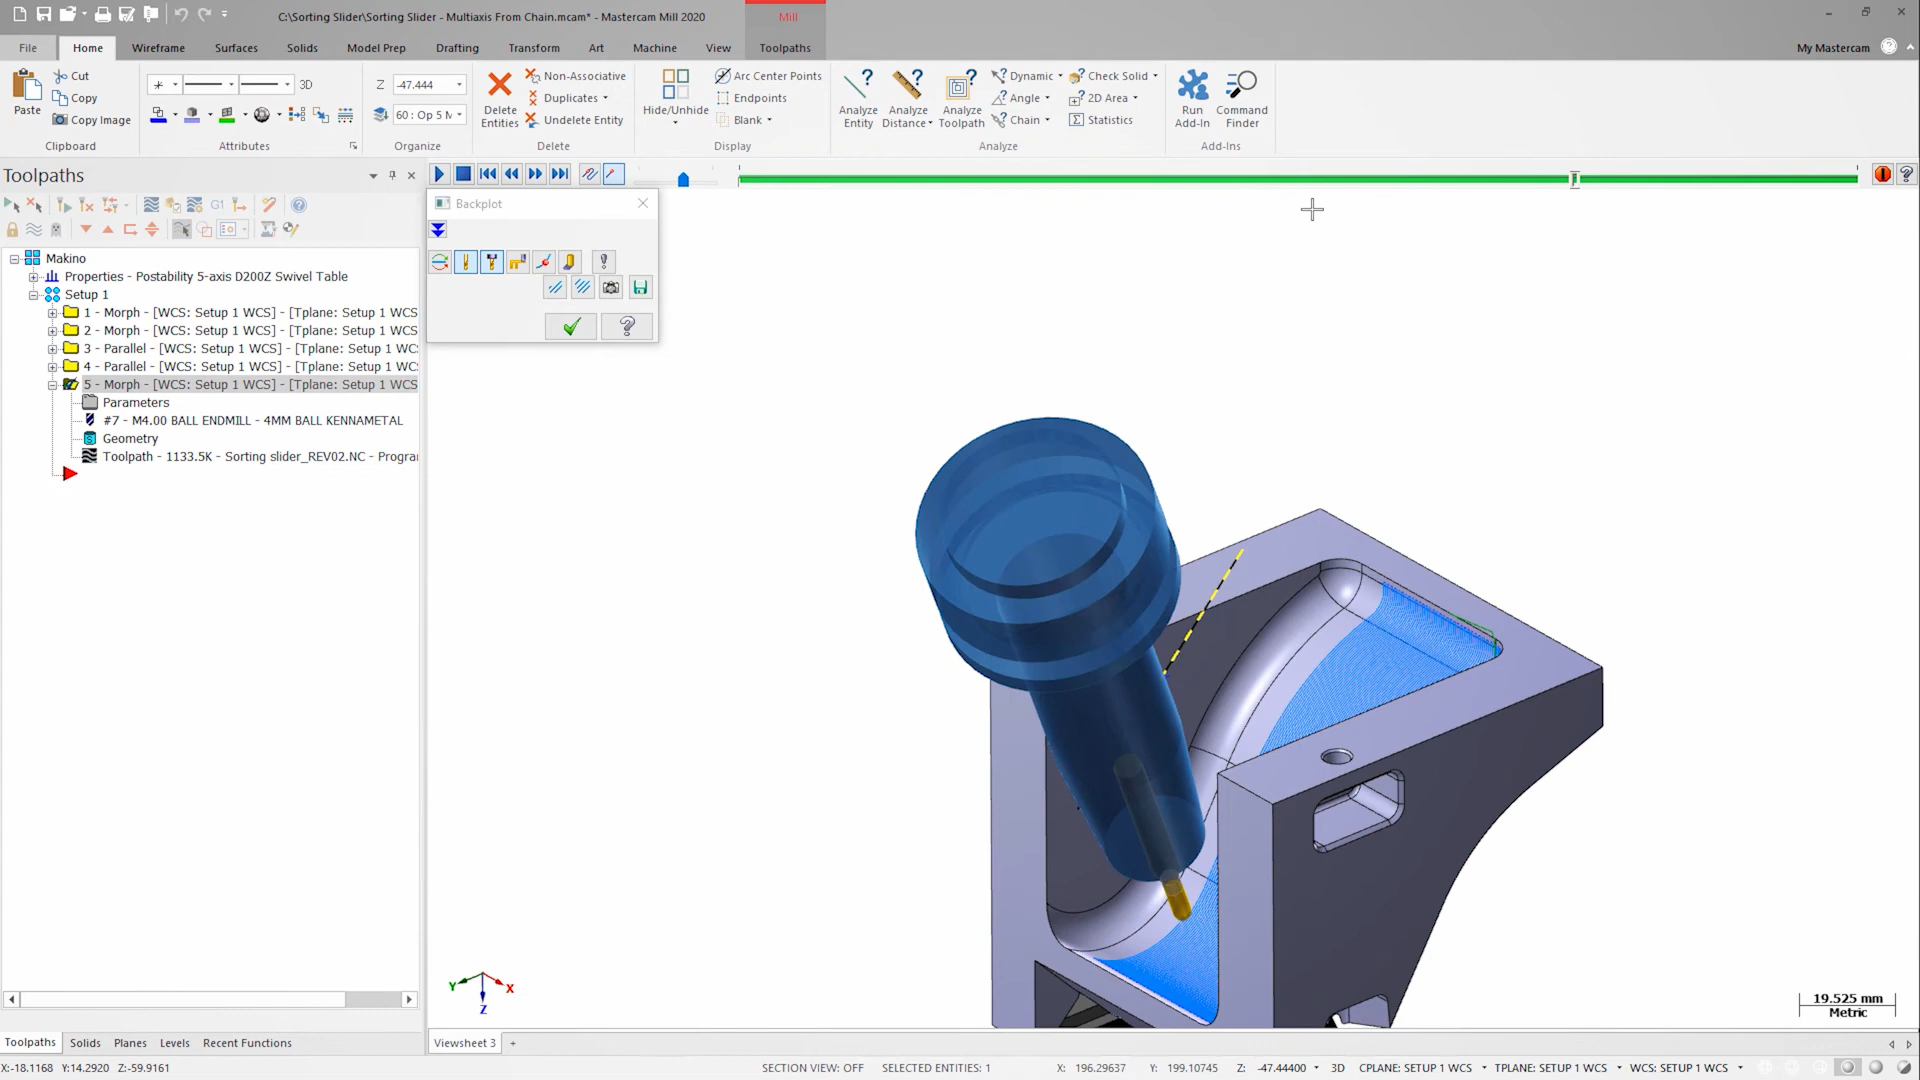 C:\Sorting Slider\Sorting Slider - Multiaxis From Chain.mcam* - Mastercam Mill 2020
Mill
File
Home
Wireframe
Surfaces
Solids
Model Prep
Drafting
Transform
Art
Machine
View
Toolpaths
My Mastercam
Paste
Cut
Copy
Copy Image
Clipboard
3D
Attributes
Z
-47.444
60 : Op 5 M
Organize
Delete Entities
Non-Associative
Duplicates
Undelete Entity
Delete
Hide/Unhide
Arc Center Points
Endpoints
Blank
Display
Analyze Entity
Analyze Distance
Analyze Toolpath
Dynamic
Angle
Chain
Check Solid
2D Area
Statistics
Analyze
Run Add-In
Command Finder
Add-Ins
Toolpaths
G1
Backplot
Makino
Properties - Postability 5-axis D200Z Swivel Table
Setup 1
1 - Morph - [WCS: Setup 1 WCS] - [Tplane: Setup 1 WCS
2 - Morph - [WCS: Setup 1 WCS] - [Tplane: Setup 1 WCS
3 - Parallel - [WCS: Setup 1 WCS] - [Tplane: Setup 1 WC
4 - Parallel - [WCS: Setup 1 WCS] - [Tplane: Setup 1 WC
5 - Morph - [WCS: Setup 1 WCS] - [Tplane: Setup 1 WCS
Parameters
#7 - M4.00 BALL ENDMILL - 4MM BALL KENNAMETAL
Geometry
Toolpath - 1133.5K - Sorting slider_REV02.NC - Progra
Y
X
Z
19.525 mm
Metric
Toolpaths
Solids
Planes
Levels
Recent Functions
Viewsheet 3
+
X:-18.1168 Y:14.2920 Z:-59.9161
SECTION VIEW: OFF
SELECTED ENTITIES: 1
X: 196.29637
Y: 199.10745
Z: -47.44400
3D
CPLANE: SETUP 1 WCS
TPLANE: SETUP 1 WCS
WCS: SETUP 1 WCS